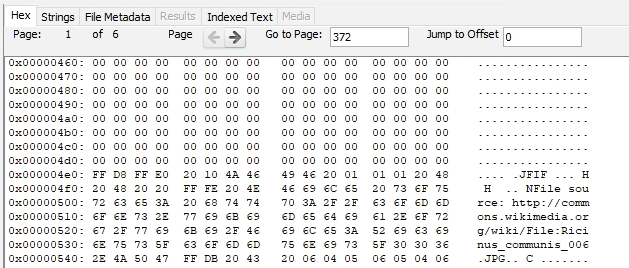 Hex Strings File Metadata Results Indexed Text Media
Page: 1 of 6 Page Go to Page: 372 Jump to Offset 0
0x00000460: 00 00 00 00 00 00 00 00 00 00 00 00 00 00 00 00 ................
0x00000470: 00 00 00 00 00 00 00 00 00 00 00 00 00 00 00 00 ................
0x00000480: 00 00 00 00 00 00 00 00 00 00 00 00 00 00 00 00 ................
0x00000490: 00 00 00 00 00 00 00 00 00 00 00 00 00 00 00 00 ................
0x000004a0: 00 00 00 00 00 00 00 00 00 00 00 00 00 00 00 00 ................
0x000004b0: 00 00 00 00 00 00 00 00 00 00 00 00 00 00 00 00 ................
0x000004c0: 00 00 00 00 00 00 00 00 00 00 00 00 00 00 00 00 ................
0x000004d0: 00 00 00 00 00 00 00 00 00 00 00 00 00 00 00 00 ................
0x000004e0: FF D8 FF E0 20 10 4A 46 49 46 20 01 01 01 20 48 .... .JFIF ... H
0x000004f0: 20 48 20 20 FF FE 20 4E 46 69 6C 65 20 73 6F 75 H .. NFile sou
0x00000500: 72 63 65 3A 20 68 74 74 70 3A 2F 2F 63 6F 6D 6D rce: http://comm
0x00000510: 6F 6E 73 2E 77 69 6B 69 6D 65 64 69 61 2E 6F 72 ons.wikimedia.or
0x00000520: 67 2F 77 69 6B 69 2F 46 69 6C 65 3A 52 69 63 69 g/wiki/File:Rici
0x00000530: 6E 75 73 5F 63 6F 6D 6D 75 6E 69 73 5F 30 30 36 nus_communis_006
0x00000540: 2E 4A 50 47 FF DB 20 43 20 06 04 05 06 05 04 06 .JPG.. C .......